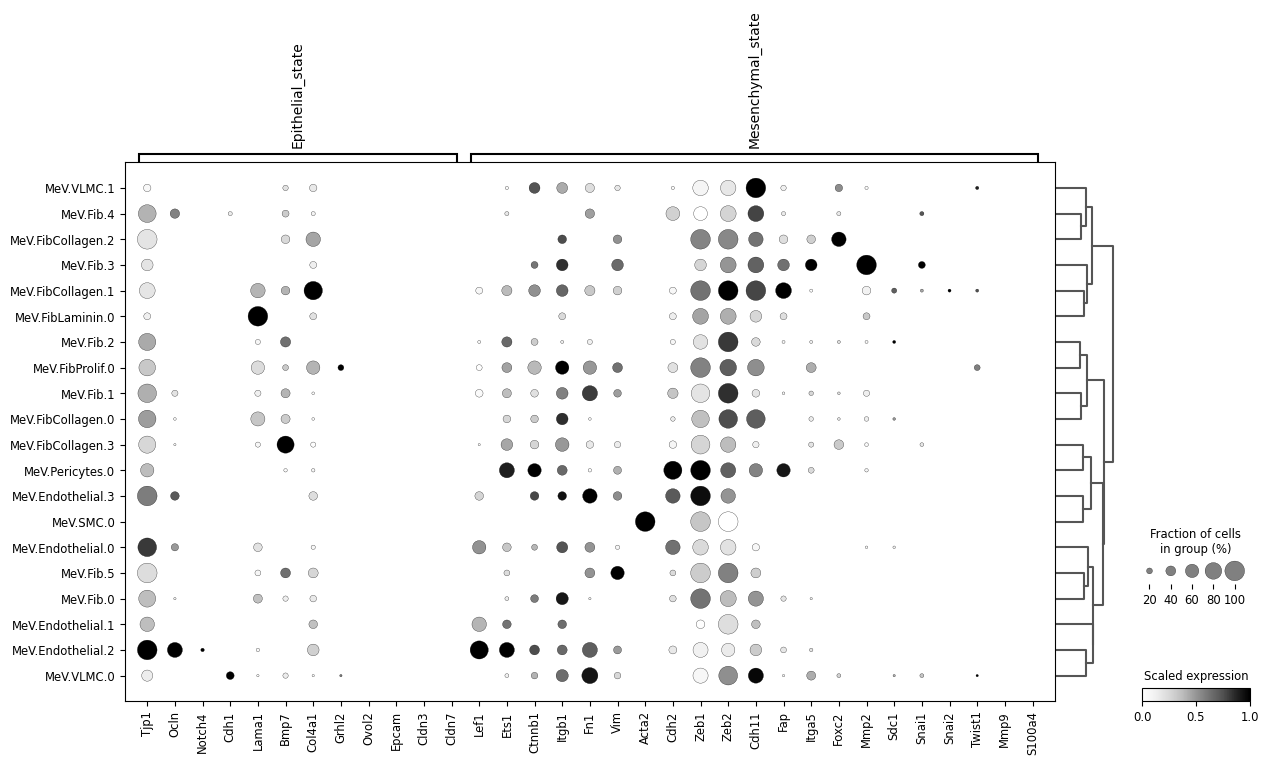 Epithelial_state
Mesenchymal_state
MeV.VLMC.1
MeV.Fib.4
MeV.FibCollagen.2
MeV.Fib.3
MeV.FibCollagen.1
MeV.FibLaminin.0
MeV.Fib.2
MeV.FibProlif.0
MeV.Fib.1
MeV.FibCollagen.0
MeV.FibCollagen.3
MeV.Pericytes.0
MeV.Endothelial.3
MeV.SMC.0
MeV.Endothelial.0
MeV.Fib.5
MeV.Fib.0
MeV.Endothelial.1
MeV.Endothelial.2
MeV.VLMC.0
Tjp1
Ocln
Notch4
Cdh1
Lama1
Bmp7
Col4a1
Grhl2
Ovol2
Epcam
Cldn3
Cldn7
Lef1
Ets1
Ctnnb1
Itgb1
Fn1
Vim
Acta2
Cdh2
Zeb1
Zeb2
Cdh11
Fap
Itga5
Foxc2
Mmp2
Sdc1
Snai1
Snai2
Twist1
Mmp9
S100a4
Fraction of cells
in group (%)
20 40 60 80 100
Scaled expression
0.0 0.5 1.0